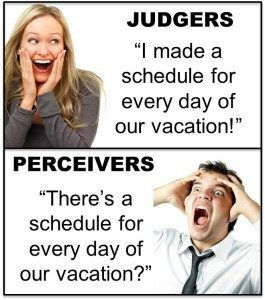 JUDGERS
“I made a
schedule for
every day of
our vacation!”
PERCEIVERS
“There’s a
schedule for
every day of
our vacation?”